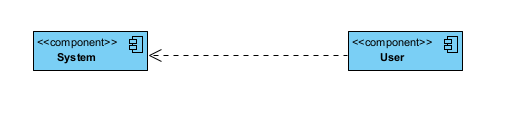 <<component>>
System
<<component>>
User